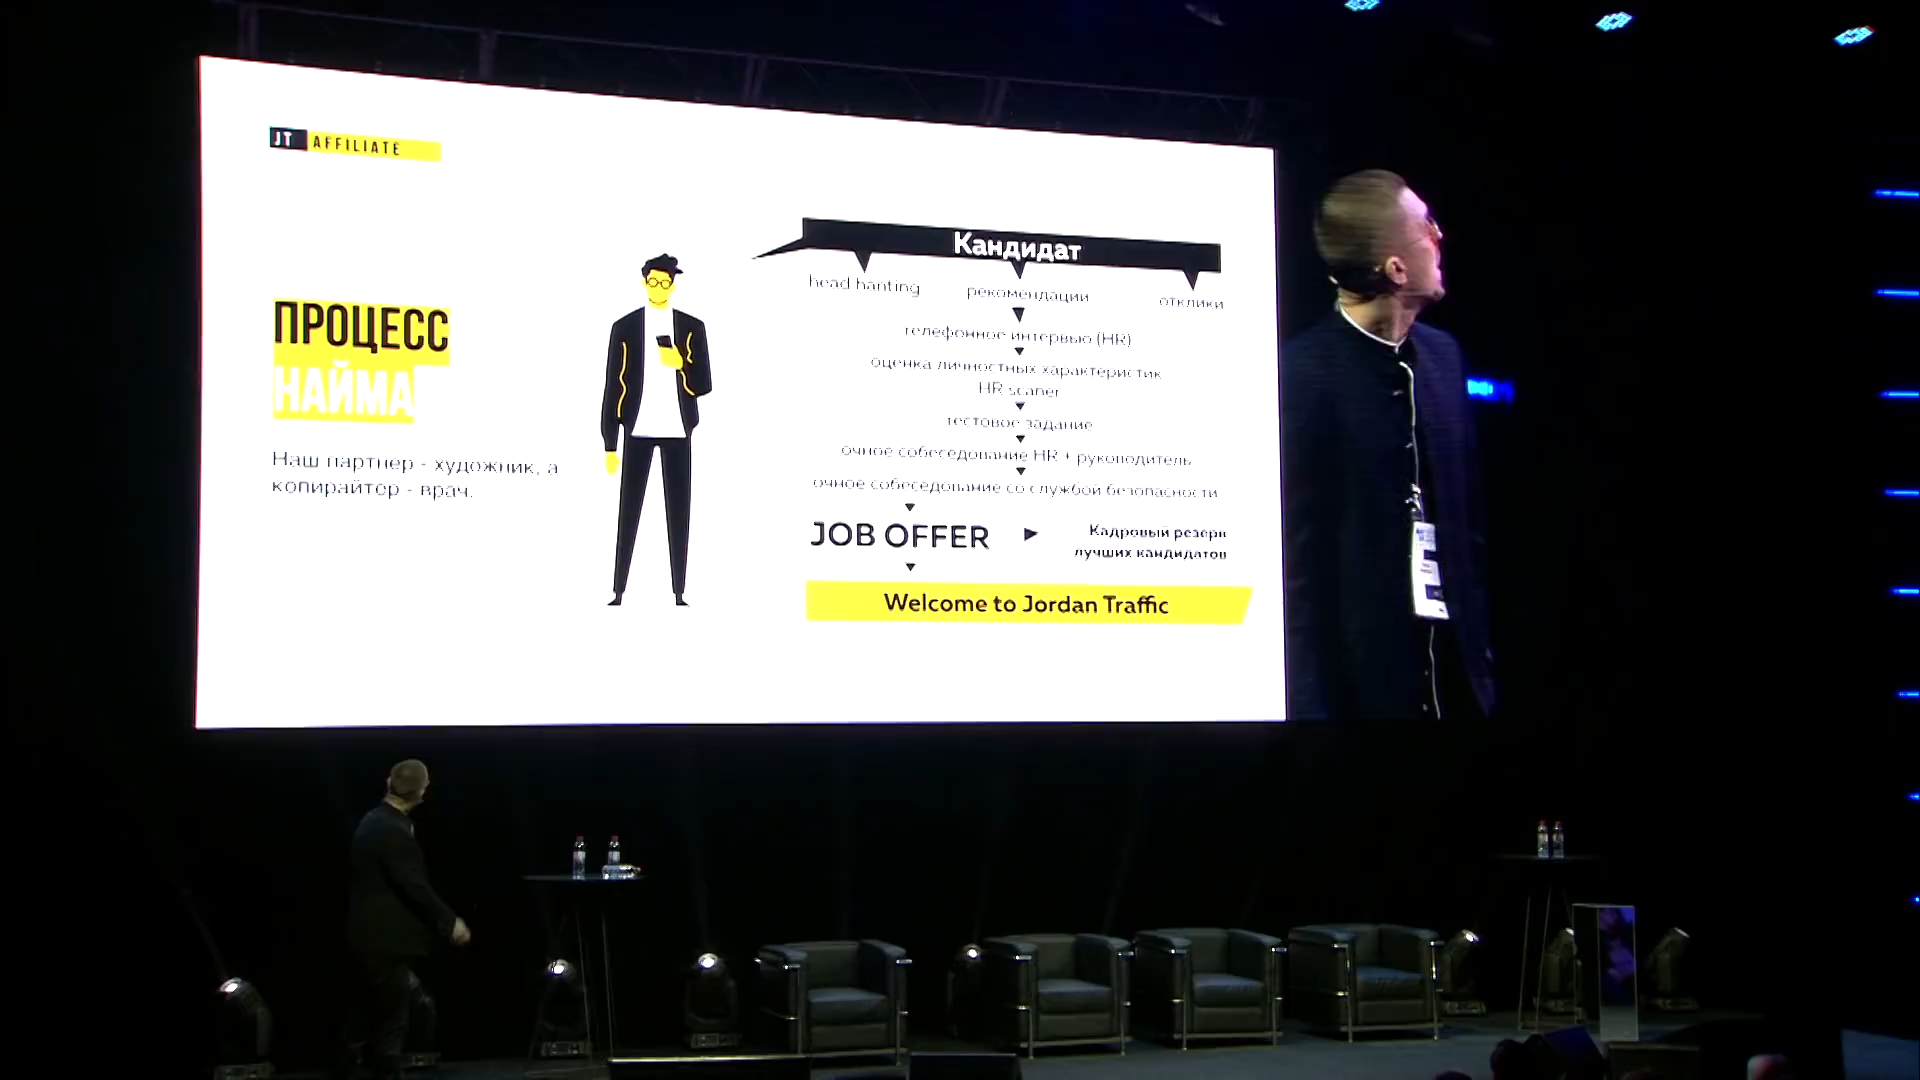 JT AFFILIATE
ПРОЦЕСС
НАЙМА
Наш партнер - художник, а
копирайтер - врач.
Кандидат
head hanting
рекомендации
отклики
телефонное интервью (HR)
оценка личностных характеристик
HR scaner
тестовое задание
очное собеседование HR + руководитель
очное собеседование со службой безопасности
JOB OFFER
Кадровый резерв
лучших кандидатов
Welcome to Jordan Traffic